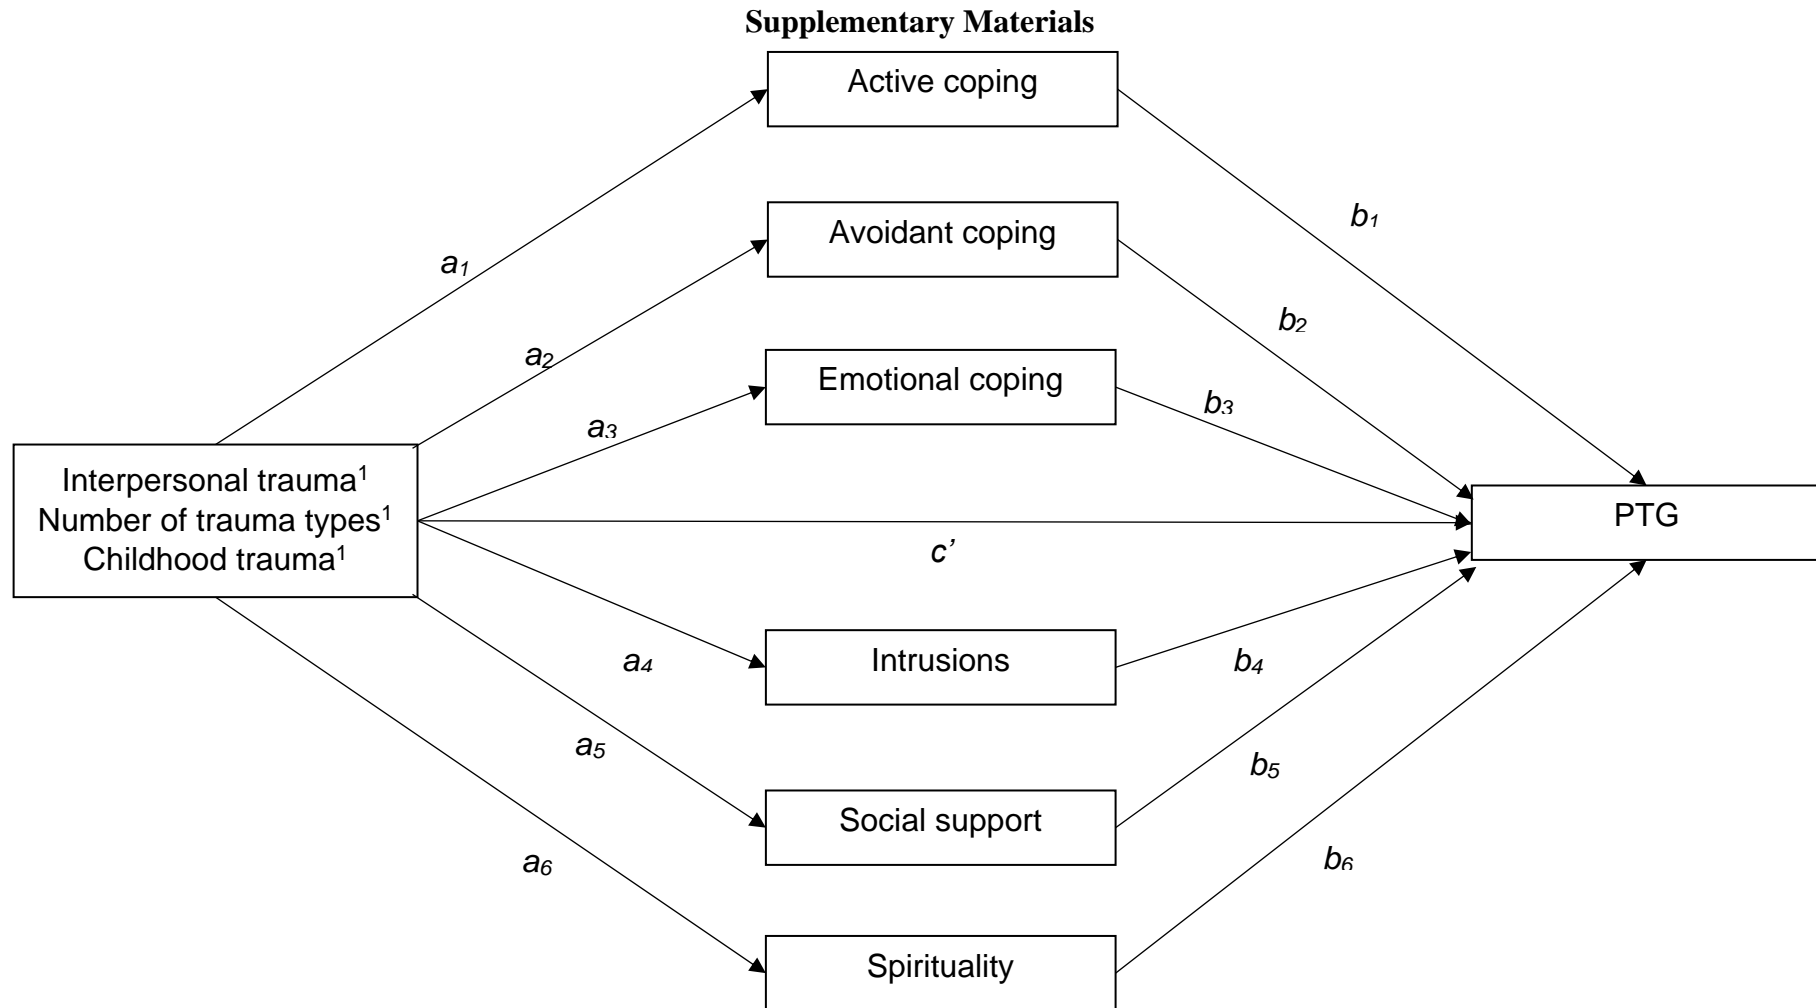 Supplementary Materials
Active coping
Avoidant coping
Emotional coping
Interpersonal trauma¹
Number of trauma types¹
Childhood trauma¹
PTG
Intrusions
Social support
Spirituality
a₁
a₂
a₃
a₄
a₅
a₆
b₁
b₂
b₃
b₄
b₅
b₆
c’